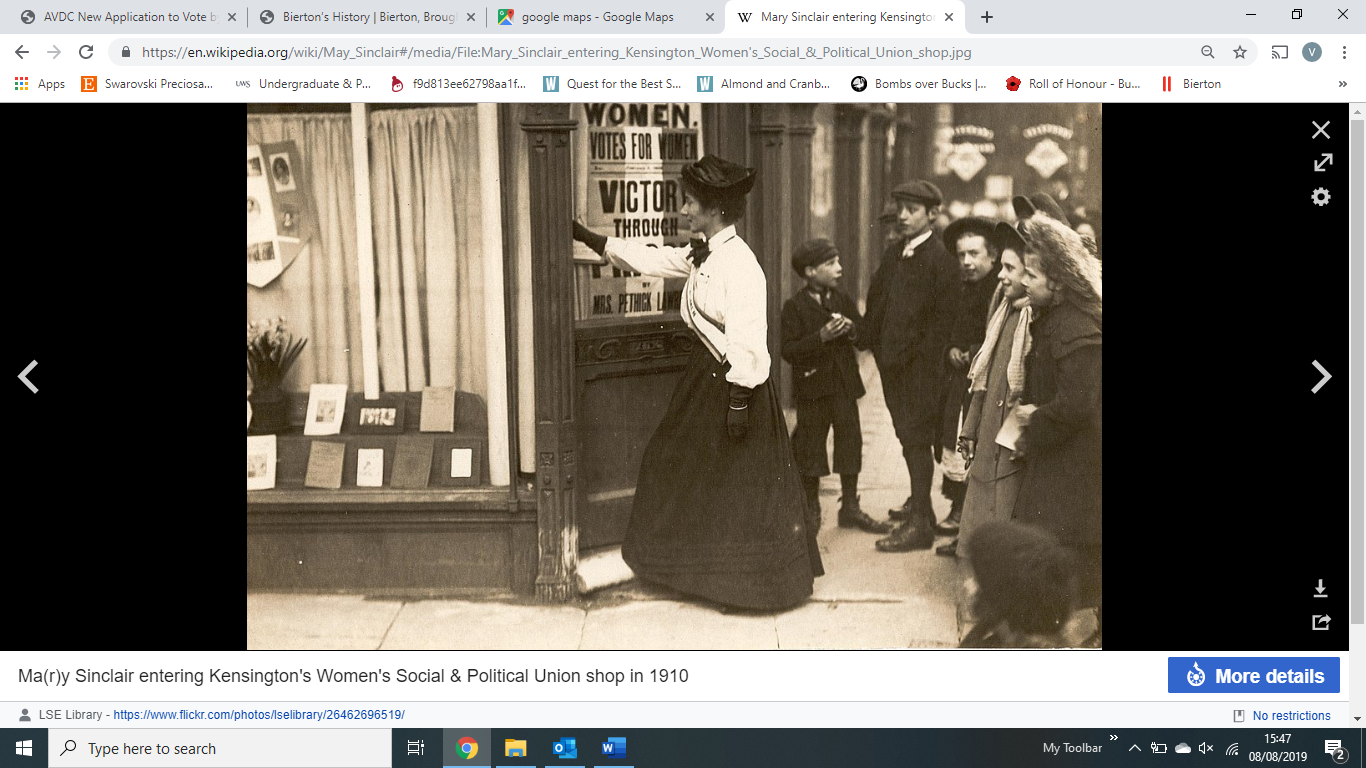 AVDC New Application to Vote b
Bierton's History | Bierton, Broug
google maps - Google Maps
Mary Sinclair entering Kensingto
https://en.wikipedia.org/wiki/May_Sinclair#/media/File:Mary_Sinclair_entering_Kensington_Women's_Social_&_Political_Union_shop.jpg
Apps
Swarovski Preciosa...
UWS Undergraduate & P...
f9d813ee62798aa1f...
Quest for the Best S...
Almond and Cranb...
Bombs over Bucks |...
Roll of Honour - Bu...
Bierton
WOMEN.
VOTES FOR WOMEN
VICTORY
THROUGH
BY
MRS. PETHICK LAWR
Ma(r)y Sinclair entering Kensington's Women's Social & Political Union shop in 1910
More details
LSE Library - https://www.flickr.com/photos/lselibrary/26462696519/
No restrictions
Type here to search
My Toolbar
15:47
08/08/2019
2